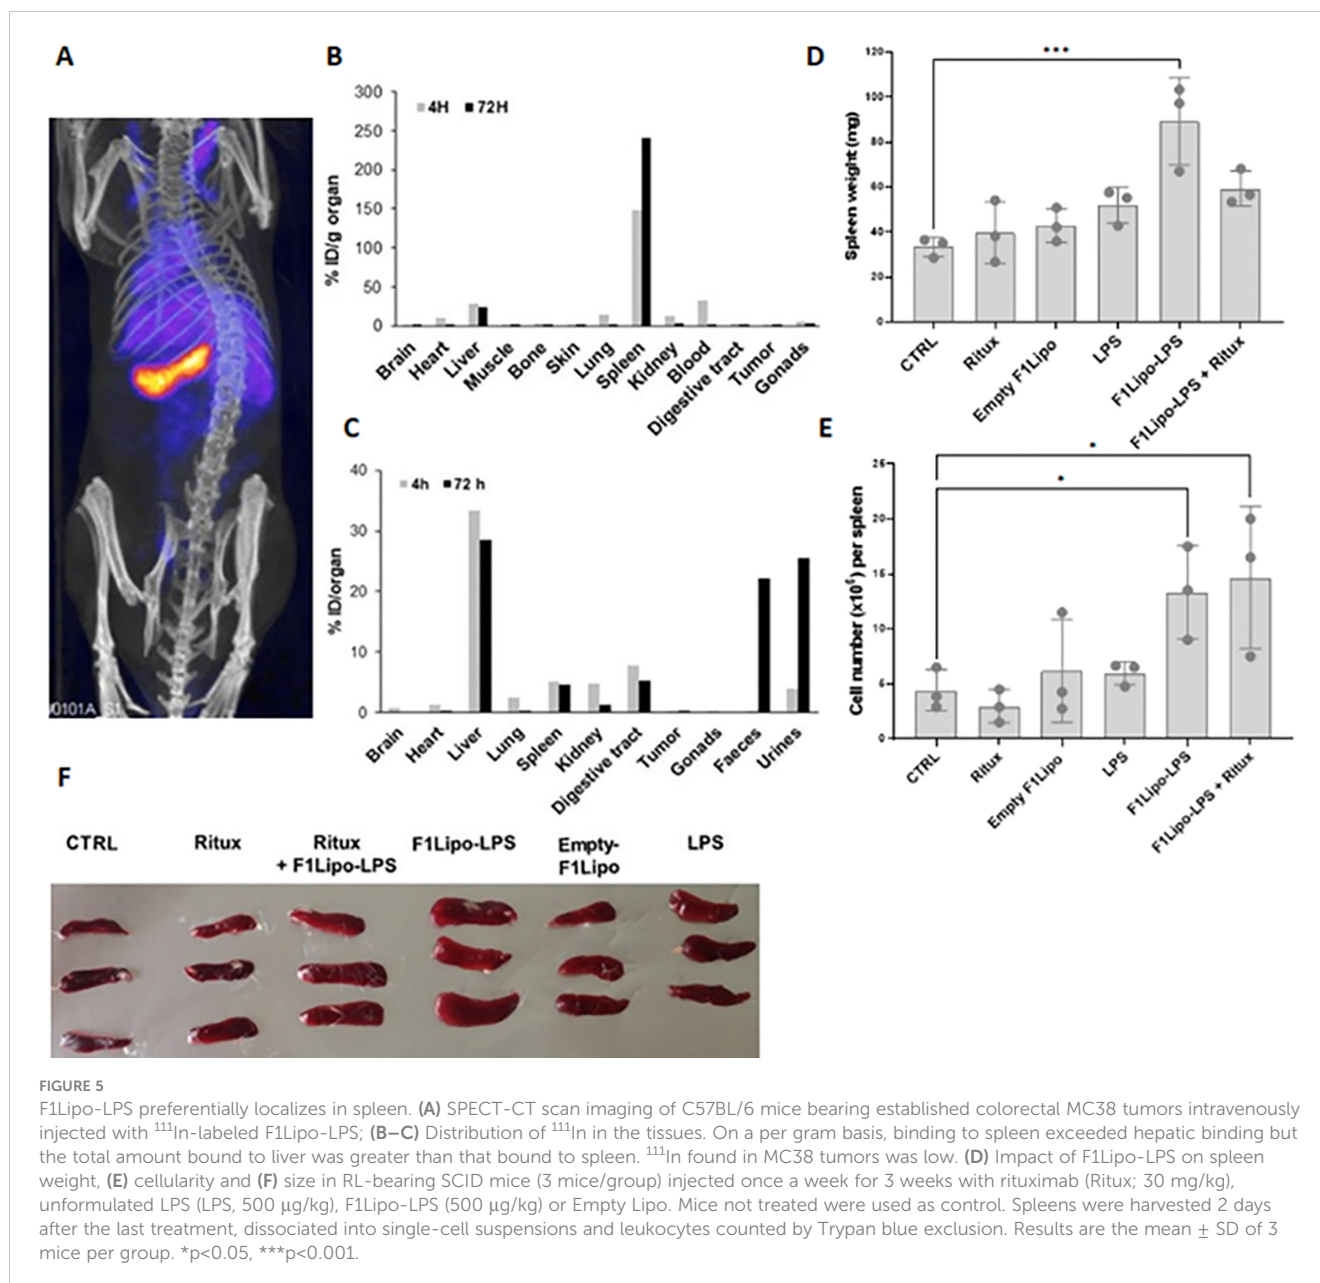 A
0101A S1
B
300
250
200
150
100
50
0
% ID/g organ
4H 72H
Brain
Heart
Liver
Muscle
Bone
Skin
Lung
Spleen
Kidney
Blood
Digestive tract
Tumor
Gonads
C
40
30
20
10
0
% ID/organ
4h 72 h
Brain
Heart
Liver
Lung
Spleen
Kidney
Digestive tract
Tumor
Gonads
Faeces
Urines
D
120
100
80
60
40
20
0
Spleen weight (mg)
***
CTRL
Ritux
Empty F1Lipo
LPS
F1Lipo-LPS
F1Lipo-LPS + Ritux
E
25
20
15
10
5
0
Cell number (x10⁶) per spleen
*
*
CTRL
Ritux
Empty F1Lipo
LPS
F1Lipo-LPS
F1Lipo-LPS + Ritux
F
CTRL
Ritux
Ritux
+ F1Lipo-LPS
F1Lipo-LPS
Empty-
F1Lipo
LPS
FIGURE 5
F1Lipo-LPS preferentially localizes in spleen. (A) SPECT-CT scan imaging of C57BL/6 mice bearing established colorectal MC38 tumors intravenously
injected with ¹¹¹In-labeled F1Lipo-LPS; (B–C) Distribution of ¹¹¹In in the tissues. On a per gram basis, binding to spleen exceeded hepatic binding but
the total amount bound to liver was greater than that bound to spleen. ¹¹¹In found in MC38 tumors was low. (D) Impact of F1Lipo-LPS on spleen
weight, (E) cellularity and (F) size in RL-bearing SCID mice (3 mice/group) injected once a week for 3 weeks with rituximab (Ritux; 30 mg/kg),
unformulated LPS (LPS, 500 µg/kg), F1Lipo-LPS (500 µg/kg) or Empty Lipo. Mice not treated were used as control. Spleens were harvested 2 days
after the last treatment, dissociated into single-cell suspensions and leukocytes counted by Trypan blue exclusion. Results are the mean ± SD of 3
mice per group. *p<0.05, ***p<0.001.